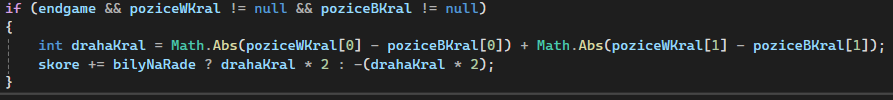 if (endgame && poziceWKral != null && poziceBKral != null)
{
int drahaKral = Math.Abs(poziceWKral[0] - poziceBKral[0]) + Math.Abs(poziceWKral[1] - poziceBKral[1]);
skore += bilyNaRade ? drahaKral * 2 : -(drahaKral * 2);
}